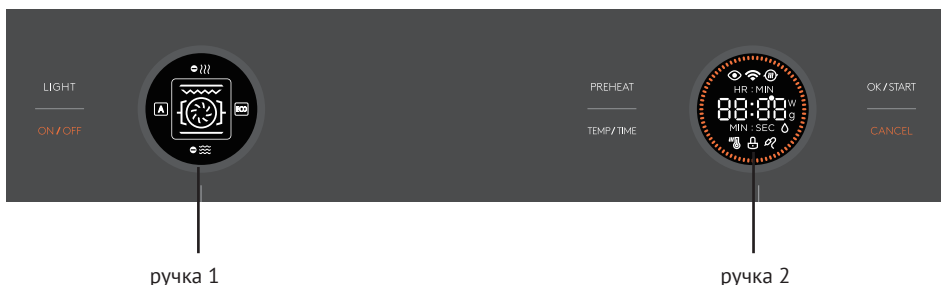 LIGHT
ON/OFF
A
ECO
PREHEAT
TEMP/TIME
HR : MIN
88:88 W
g
MIN : SEC
OK/START
CANCEL
ручка 1
ручка 2